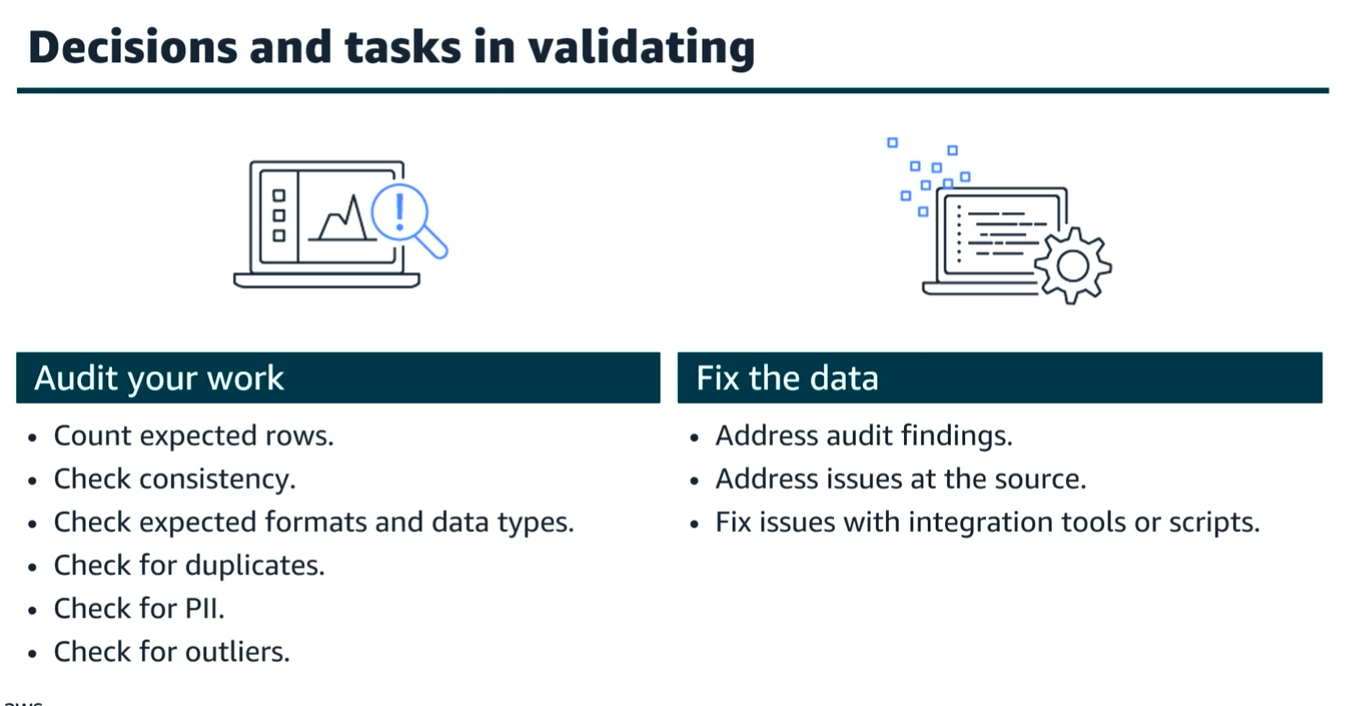 Decisions and tasks in validating
Audit your work
• Count expected rows.
• Check consistency.
• Check expected formats and data types.
• Check for duplicates.
• Check for PII.
• Check for outliers.
Fix the data
• Address audit findings.
• Address issues at the source.
• Fix issues with integration tools or scripts.
aws